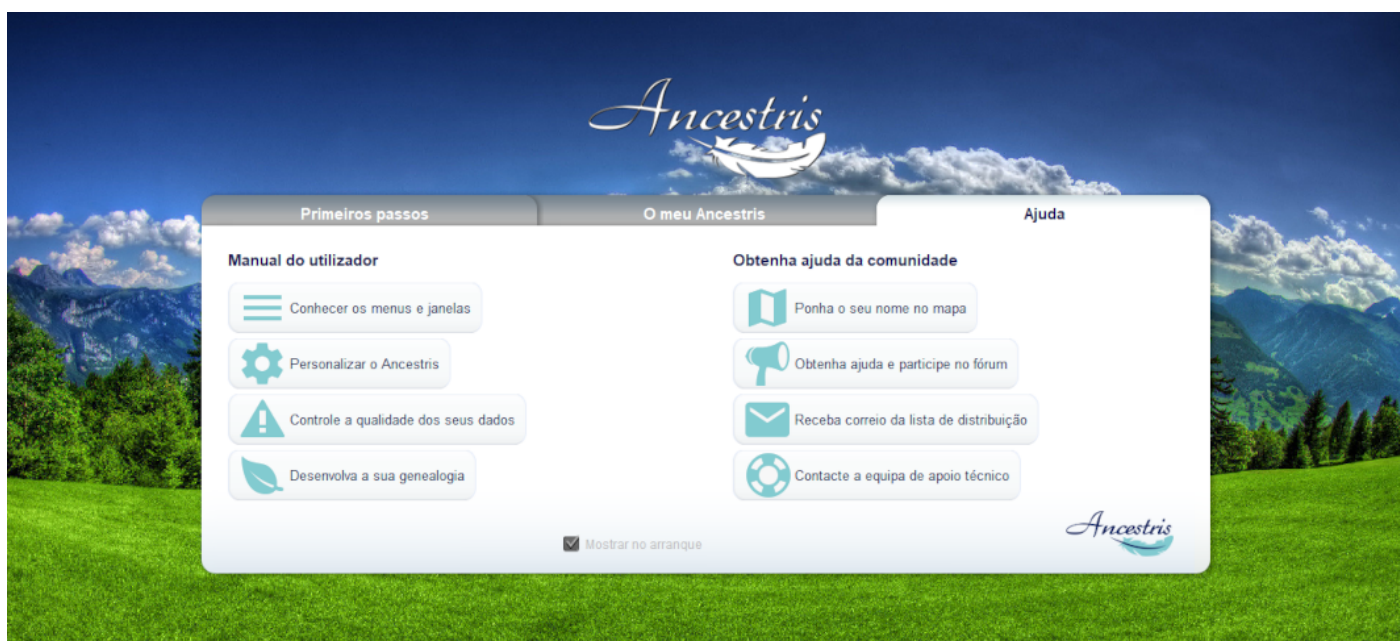 Ancestris
Primeiros passos
O meu Ancestris
Ajuda
Manual do utilizador
Conhecer os menus e janelas
Personalizar o Ancestris
Controle a qualidade dos seus dados
Desenvolva a sua genealogia
Obtenha ajuda da comunidade
Ponha o seu nome no mapa
Obtenha ajuda e participe no fórum
Receba correio da lista de distribuição
Contacte a equipa de apoio técnico
Mostrar no arranque
Ancestris